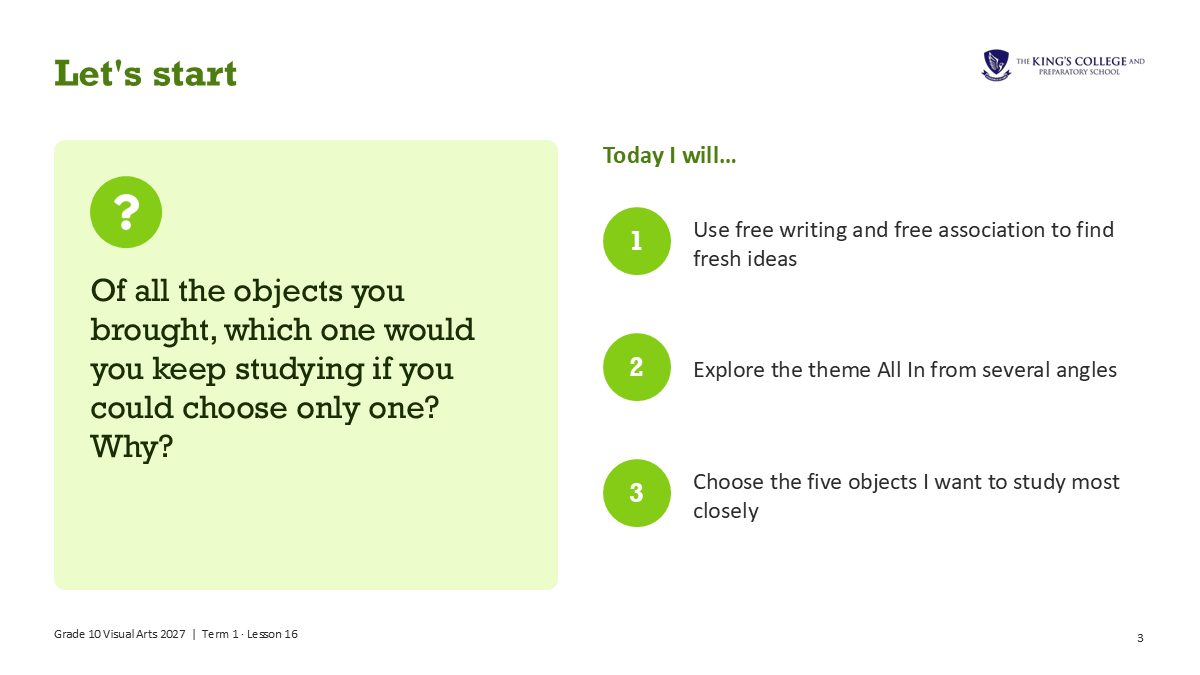 Let's start
THE KING'S COLLEGE AND
PREPARATORY SCHOOL
?
Of all the objects you
brought, which one would
you keep studying if you
could choose only one?
Why?
Today I will...
1
Use free writing and free association to find
fresh ideas
2
Explore the theme All In from several angles
3
Choose the five objects I want to study most
closely
Grade 10 Visual Arts 2027 | Term 1 · Lesson 16
3